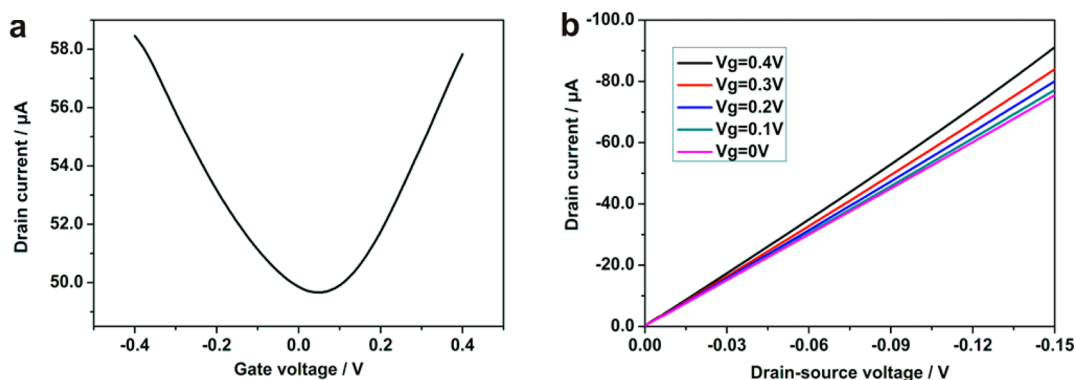 a
58.0
56.0
54.0
52.0
50.0
Drain current / μA
-0.4
-0.2
0.0
0.2
0.4
Gate voltage / V
b
-100.0
-80.0
-60.0
-40.0
-20.0
0.0
Drain current / μA
Vg=0.4V
Vg=0.3V
Vg=0.2V
Vg=0.1V
Vg=0V
0.00
-0.03
-0.06
-0.09
-0.12
-0.15
Drain-source voltage / V